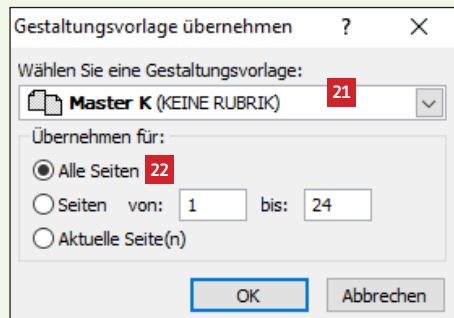 Gestaltungsvorlage übernehmen ?
Wählen Sie eine Gestaltungsvorlage:
Master K (KEINE RUBRIK) 21
Übernehmen für:
Alle Seiten 22
Seiten von: 1 bis: 24
Aktuelle Seite(n)
OK Abbrechen